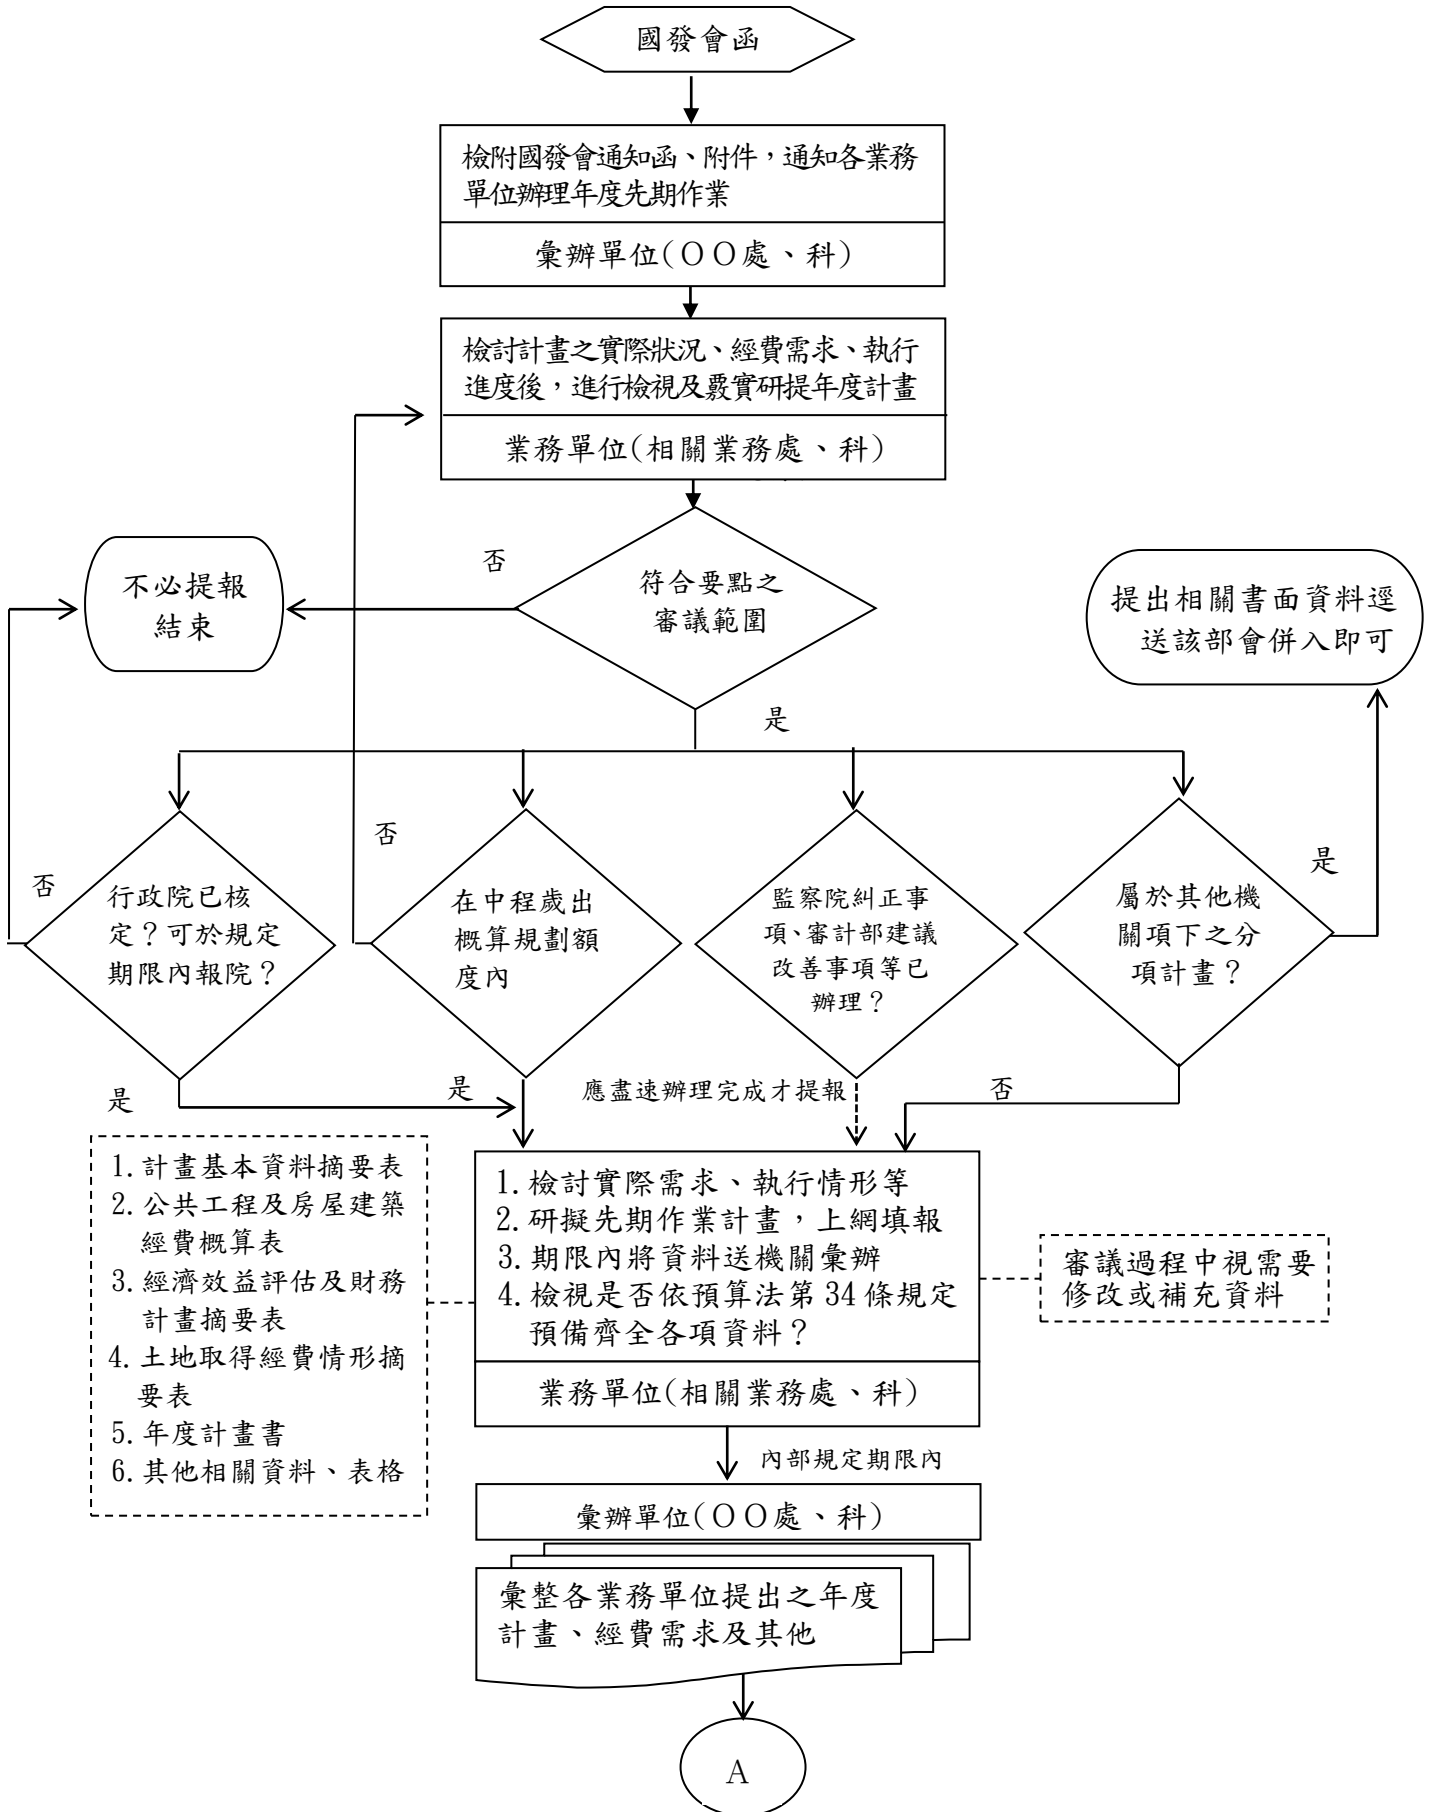 國發會函
檢附國發會通知函、附件，通知各業務
單位辦理年度先期作業
彙辦單位(ＯＯ處、科)
檢討計畫之實際狀況、經費需求、執行
進度後，進行檢視及覈實研提年度計畫
業務單位(相關業務處、科)
否
不必提報
結束
符合要點之
審議範圍
提出相關書面資料逕
送該部會併入即可
是
否
否
是
行政院已核
定？可於規定
期限內報院？
在中程歲出
概算規劃額
度內
監察院糾正事
項、審計部建議
改善事項等已
辦理？
屬於其他機
關項下之分
項計畫？
是
是
應盡速辦理完成才提報
否
1.計畫基本資料摘要表
2.公共工程及房屋建築
經費概算表
3.經濟效益評估及財務
計畫摘要表
4.土地取得經費情形摘
要表
5.年度計畫書
6.其他相關資料、表格
1.檢討實際需求、執行情形等
2.研擬先期作業計畫，上網填報
3.期限內將資料送機關彙辦
4.檢視是否依預算法第34條規定
預備齊全各項資料？
業務單位(相關業務處、科)
審議過程中視需要
修改或補充資料
內部規定期限內
彙辦單位(ＯＯ處、科)
彙整各業務單位提出之年度
計畫、經費需求及其他
A